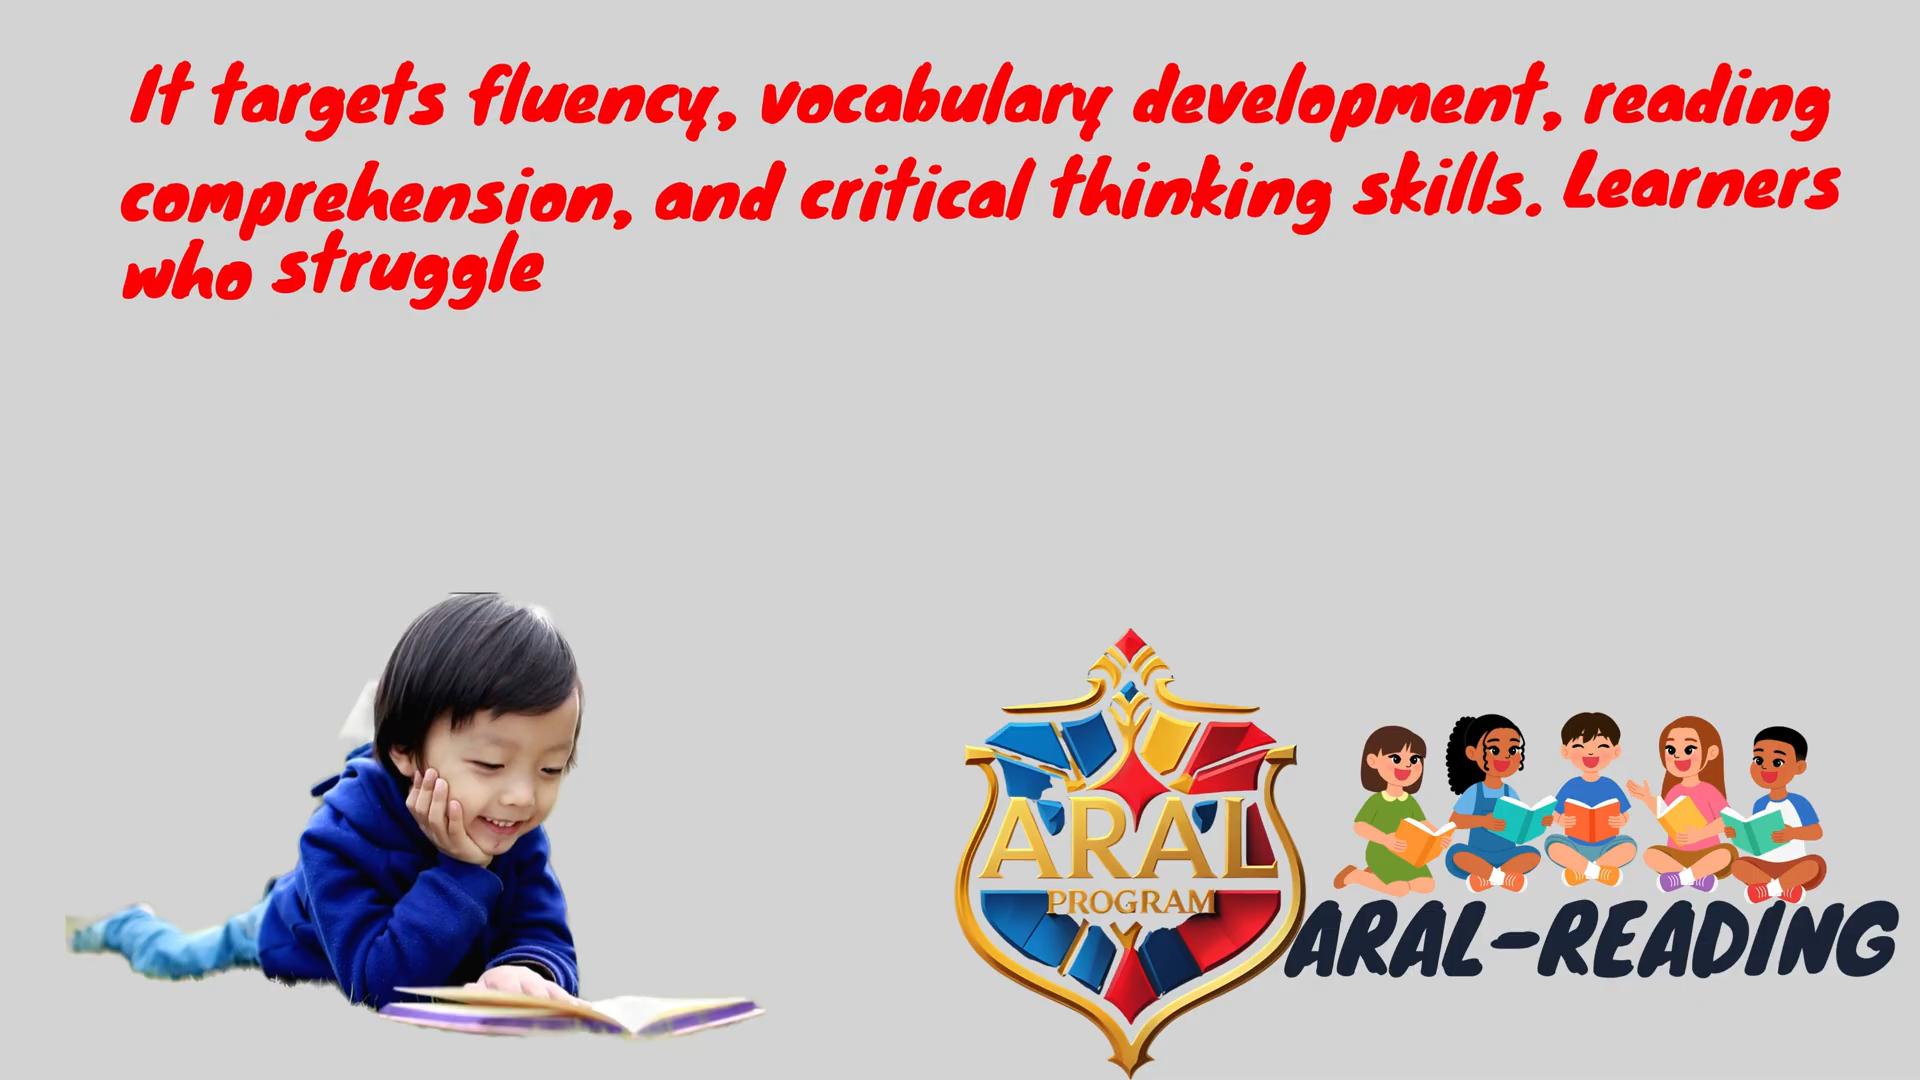 It targets fluency, vocabulary development, reading
comprehension, and critical thinking skills. Learners
who struggle
ARAL
PROGRAM
ARAL-READING